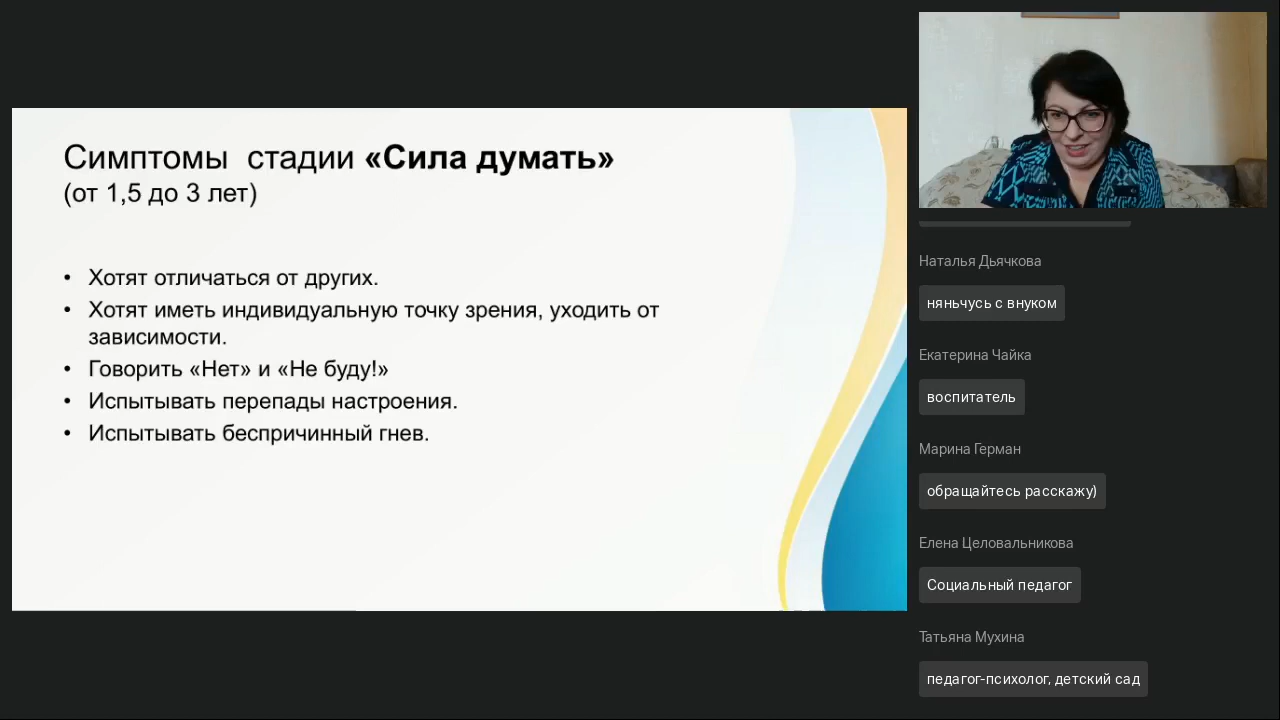 Симптомы стадии «Сила думать»
(от 1,5 до 3 лет)
• Хотят отличаться от других.
• Хотят иметь индивидуальную точку зрения, уходить от
зависимости.
• Говорить «Нет» и «Не буду!»
• Испытывать перепады настроения.
• Испытывать беспричинный гнев.
Наталья Дьячкова
няньчусь с внуком
Екатерина Чайка
воспитатель
Марина Герман
обращайтесь расскажу)
Елена Целовальникова
Социальный педагог
Татьяна Мухина
педагог-психолог, детский сад